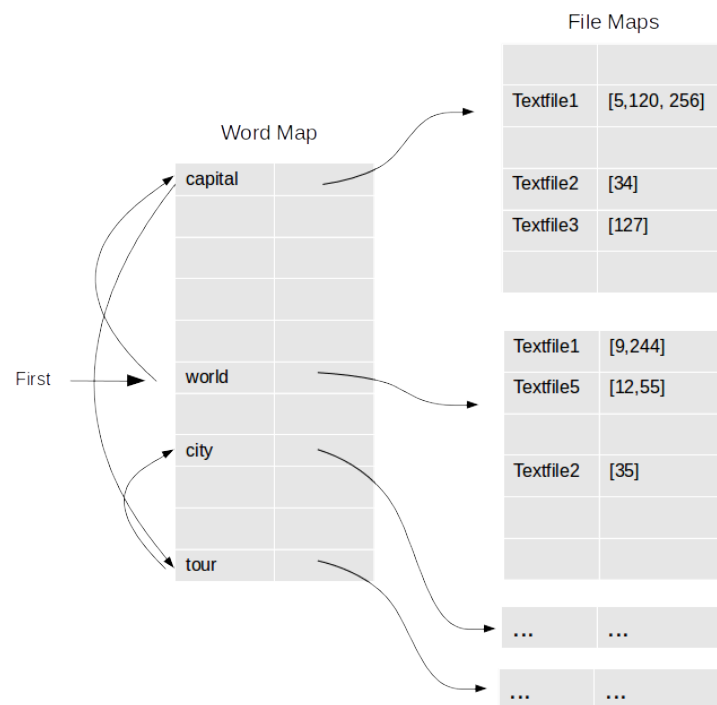 File Maps
Textfile1 [5,120, 256]
Textfile2 [34]
Textfile3 [127]
Word Map
capital
world
city
tour
First
Textfile1 [9,244]
Textfile5 [12,55]
Textfile2 [35]
... ...
... ...